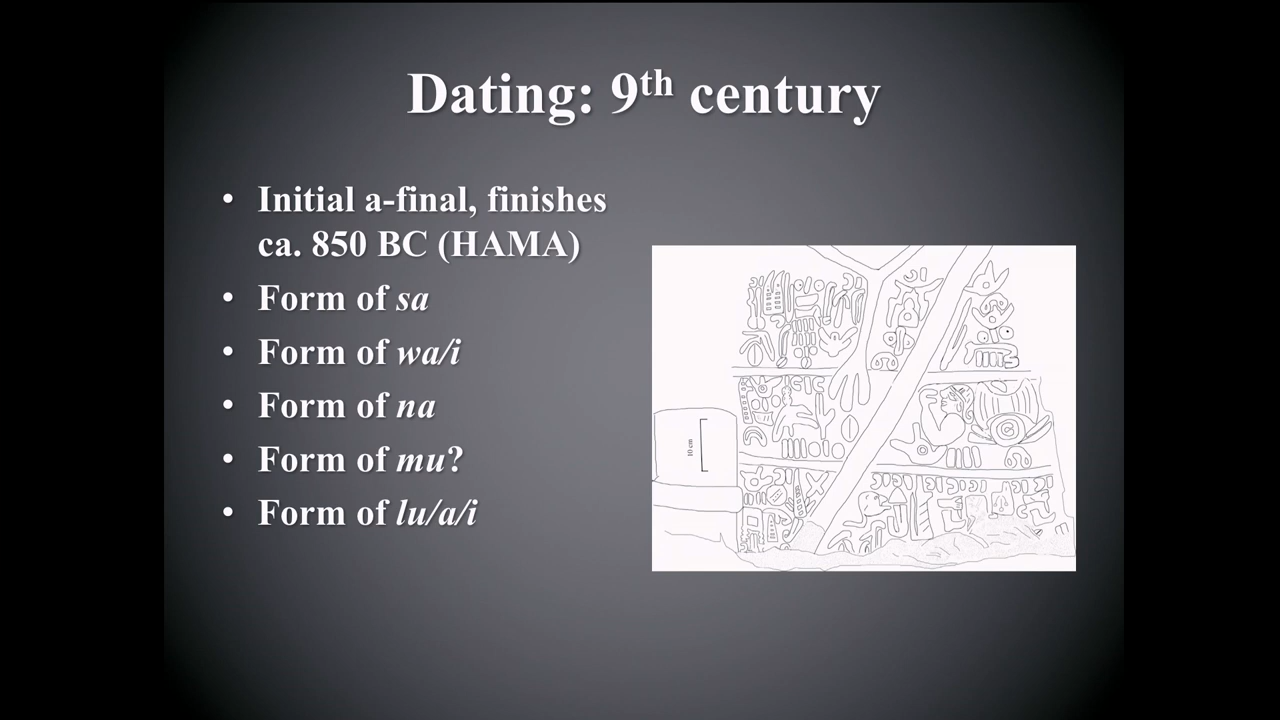 Dating: 9th century
• Initial a-final, finishes
ca. 850 BC (HAMA)
• Form of sa
• Form of wa/i
• Form of na
• Form of mu?
• Form of lu/a/i
10 cm